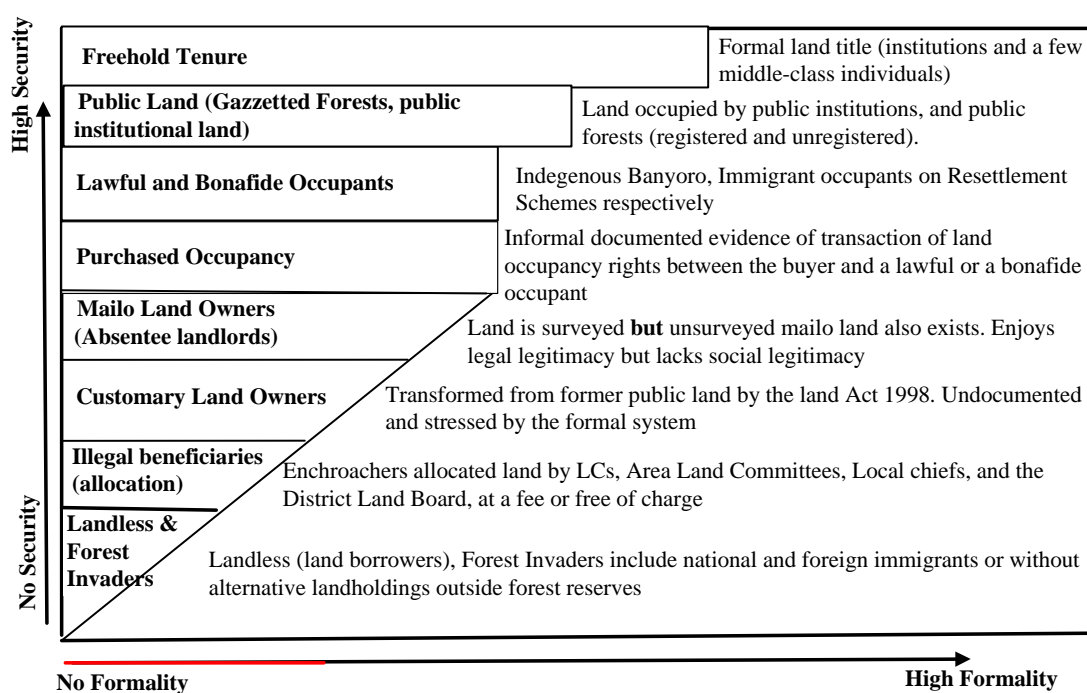 High Security
No Security
Freehold Tenure
Formal land title (institutions and a few
middle-class individuals)
Public Land (Gazzetted Forests, public
institutional land)
Land occupied by public institutions, and public
forests (registered and unregistered).
Lawful and Bonafide Occupants
Indegenous Banyoro, Immigrant occupants on Resettlement
Schemes respectively
Purchased Occupancy
Informal documented evidence of transaction of land
occupancy rights between the buyer and a lawful or a bonafide
occupant
Mailo Land Owners
(Absentee landlords)
Land is surveyed but unsurveyed mailo land also exists. Enjoys
legal legitimacy but lacks social legitimacy
Customary Land Owners
Transformed from former public land by the land Act 1998. Undocumented
and stressed by the formal system
Illegal beneficiaries
(allocation)
Enchroachers allocated land by LCs, Area Land Committees, Local chiefs, and the
District Land Board, at a fee or free of charge
Landless &
Forest
Invaders
Landless (land borrowers), Forest Invaders include national and foreign immigrants or without
alternative landholdings outside forest reserves
No Formality
High Formality